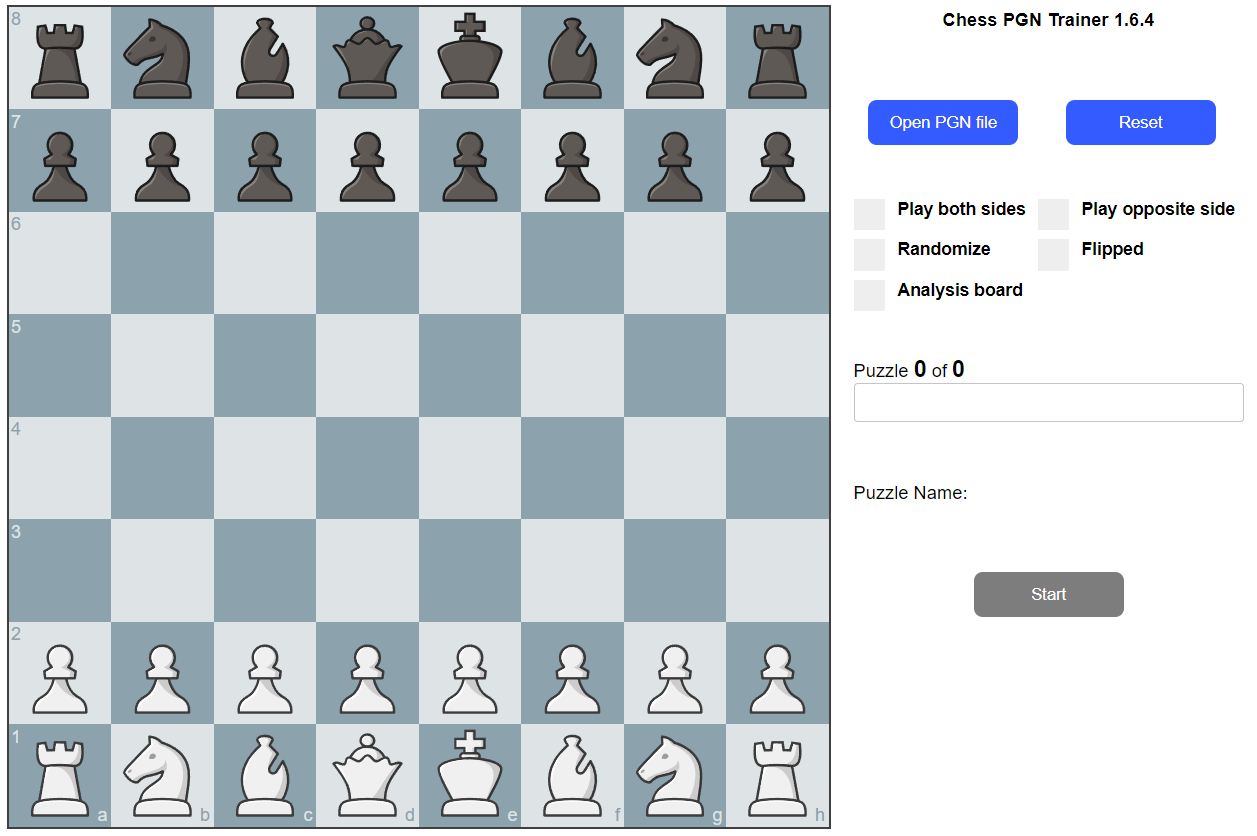 8
7
6
5
4
3
2
1
a b c d e f g h
Chess PGN Trainer 1.6.4
Open PGN file Reset
Play both sides Play opposite side
Randomize Flipped
Analysis board
Puzzle 0 of 0
Puzzle Name:
Start